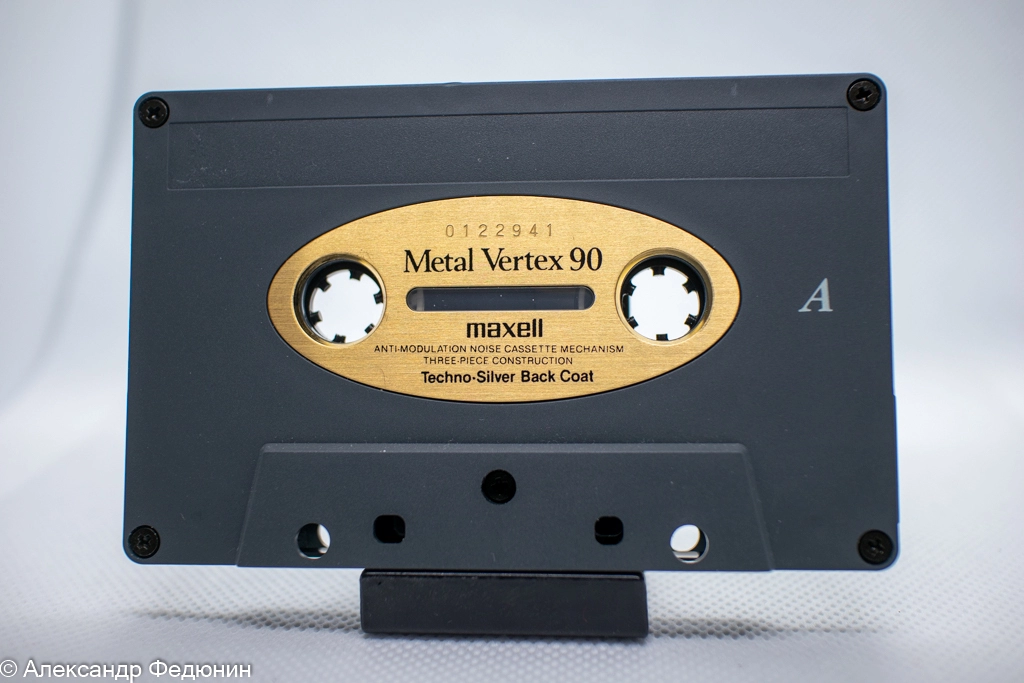 0122941
Metal Vertex 90
maxell
ANTI-MODULATION NOISE CASSETTE MECHANISM
THREE-PIECE CONSTRUCTION
Techno-Silver Back Coat
A
© Александр Федюнин